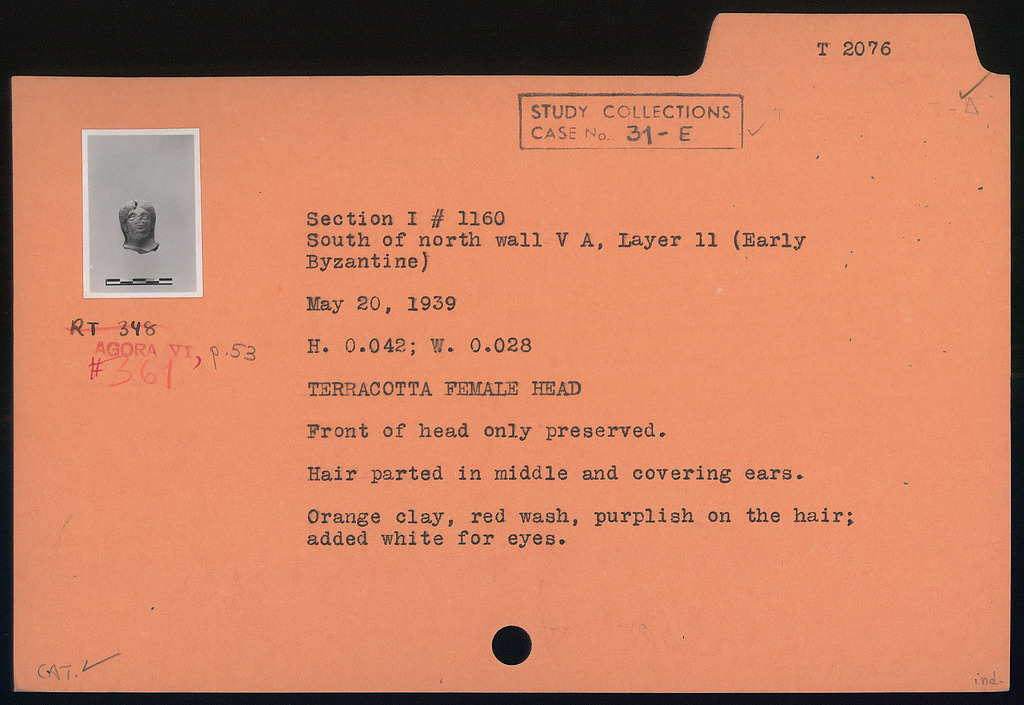 T 2076
STUDY COLLECTIONS
CASE No. 31-E
A
Section I # 1160
South of north wall V A, Layer 11 (Early
Byzantine)
May 20, 1939
RT 348
AGORA VI, p.53
# 361
H. 0.042; W. 0.028
TERRACOTTA FEMALE HEAD
Front of head only preserved.
Hair parted in middle and covering ears.
Orange clay, red wash, purplish on the hair;
added white for eyes.
CAT.
ind.